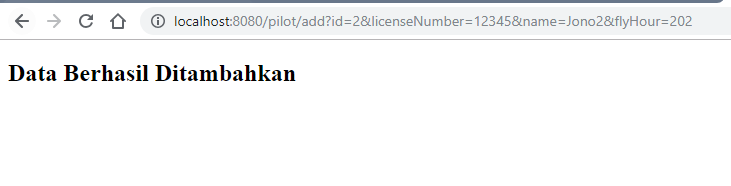 localhost:8080/pilot/add?id=2&licenseNumber=12345&name=Jono2&flyHour=202
Data Berhasil Ditambahkan